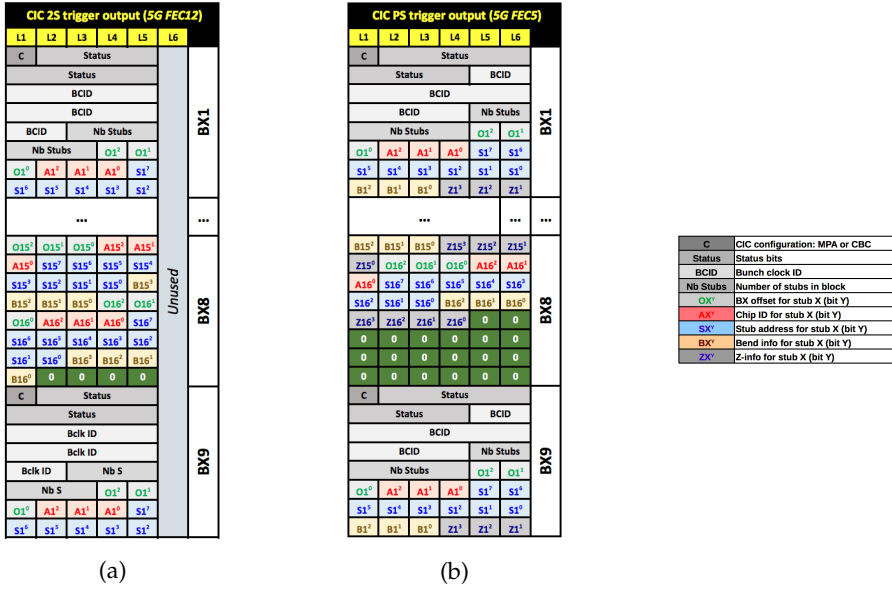 CIC 2S trigger output (5G FEC12)
L1 L2 L3 L4 L5 L6
C Status
Status
BCID
BCID
BCID Nb Stubs
Nb Stubs O1² O1¹
O1⁰ A1² A1¹ A1⁰ S1⁷
S1⁶ S1⁵ S1⁴ S1³ S1²
BX1
... ...
O15² O15¹ O15⁰ A15² A15¹
A15⁰ S15⁷ S15⁶ S15⁵ S15⁴
S15³ S15² S15¹ S15⁰ B15³
B15² B15¹ B15⁰ O16² O16¹
O16⁰ A16² A16¹ A16⁰ S16⁷
S16⁶ S16⁵ S16⁴ S16³ S16²
S16¹ S16⁰ B16³ B16² B16¹
B16⁰ 0 0 0 0
Unused
BX8
C Status
Status
Bclk ID
Bclk ID
Bclk ID Nb S
Nb S O1² O1¹
O1⁰ A1² A1¹ A1⁰ S1⁷
S1⁶ S1⁵ S1⁴ S1³ S1²
BX9
(a)
CIC PS trigger output (5G FEC5)
L1 L2 L3 L4 L5 L6
C Status
Status BCID
BCID
BCID Nb Stubs
Nb Stubs O1² O1¹
O1⁰ A1² A1¹ A1⁰ S1⁷ S1⁶
S1⁵ S1⁴ S1³ S1² S1¹ S1⁰
B1² B1¹ B1⁰ Z1³ Z1² Z1¹
BX1
... ...
B15² B15¹ B15⁰ Z15³ Z15² Z15¹
Z15⁰ O16² O16¹ O16⁰ A16² A16¹
A16⁰ S16⁷ S16⁶ S16⁵ S16⁴ S16³
S16² S16¹ S16⁰ B16² B16¹ B16⁰
Z16³ Z16² Z16¹ Z16⁰ 0 0
0 0 0 0 0 0
0 0 0 0 0 0
0 0 0 0 0 0
BX8
C Status
Status BCID
BCID
BCID Nb Stubs
Nb Stubs O1² O1¹
O1⁰ A1² A1¹ A1⁰ S1⁷ S1⁶
S1⁵ S1⁴ S1³ S1² S1¹ S1⁰
B1² B1¹ B1⁰ Z1³ Z1² Z1¹
BX9
(b)
C CIC configuration: MPA or CBC
Status Status bits
BCID Bunch clock ID
Nb Stubs Number of stubs in block
OXʸ BX offset for stub X (bit Y)
AXʸ Chip ID for stub X (bit Y)
SXʸ Stub address for stub X (bit Y)
BXʸ Bend info for stub X (bit Y)
ZXʸ Z-info for stub X (bit Y)